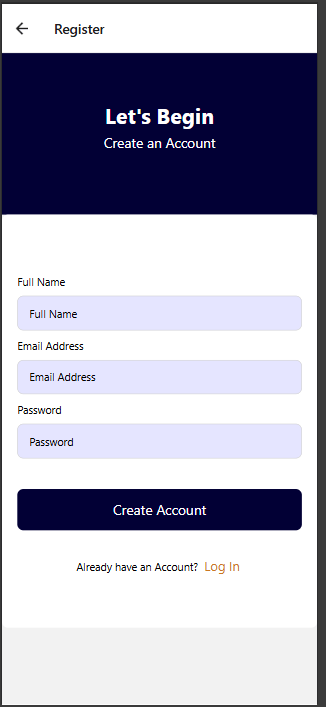 Register
Let's Begin
Create an Account
Full Name
Full Name
Email Address
Email Address
Password
Password
Create Account
Already have an Account? Log In